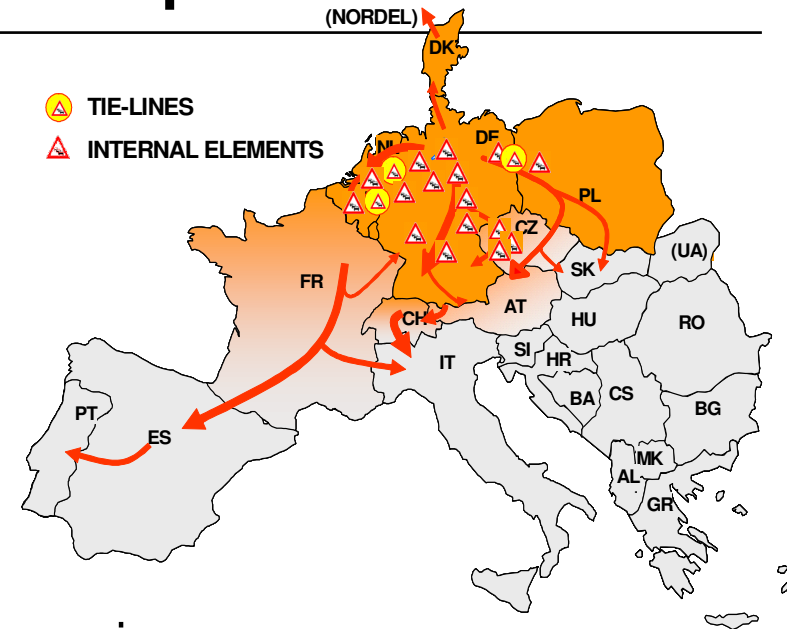 (NORDEL)
DK
TIE-LINES
INTERNAL ELEMENTS
NL
DE
PL
CZ
(UA)
SK
FR
AT
CH
HU
RO
SI
HR
IT
BA
CS
BG
PT
ES
MK
AL
GR